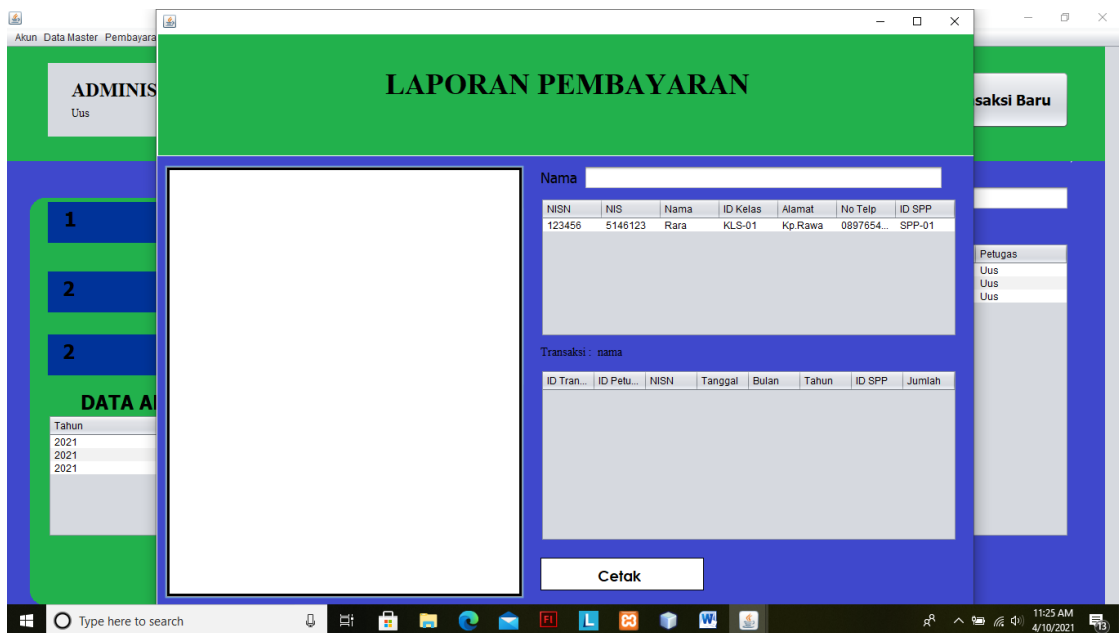 Akun Data Master Pembayara
ADMINIS
Uus
LAPORAN PEMBAYARAN
saksi Baru
1
2
2
DATA A
Tahun
2021
2021
2021
Nama
NISN NIS Nama ID Kelas Alamat No Telp ID SPP
123456 5146123 Rara KLS-01 Kp.Rawa 0897654... SPP-01
Transaksi : nama
ID Tran... ID Petu... NISN Tanggal Bulan Tahun ID SPP Jumlah
Cetak
Petugas
Uus
Uus
Uus
Type here to search
FI
L
W
11:25 AM
4/10/2021
13